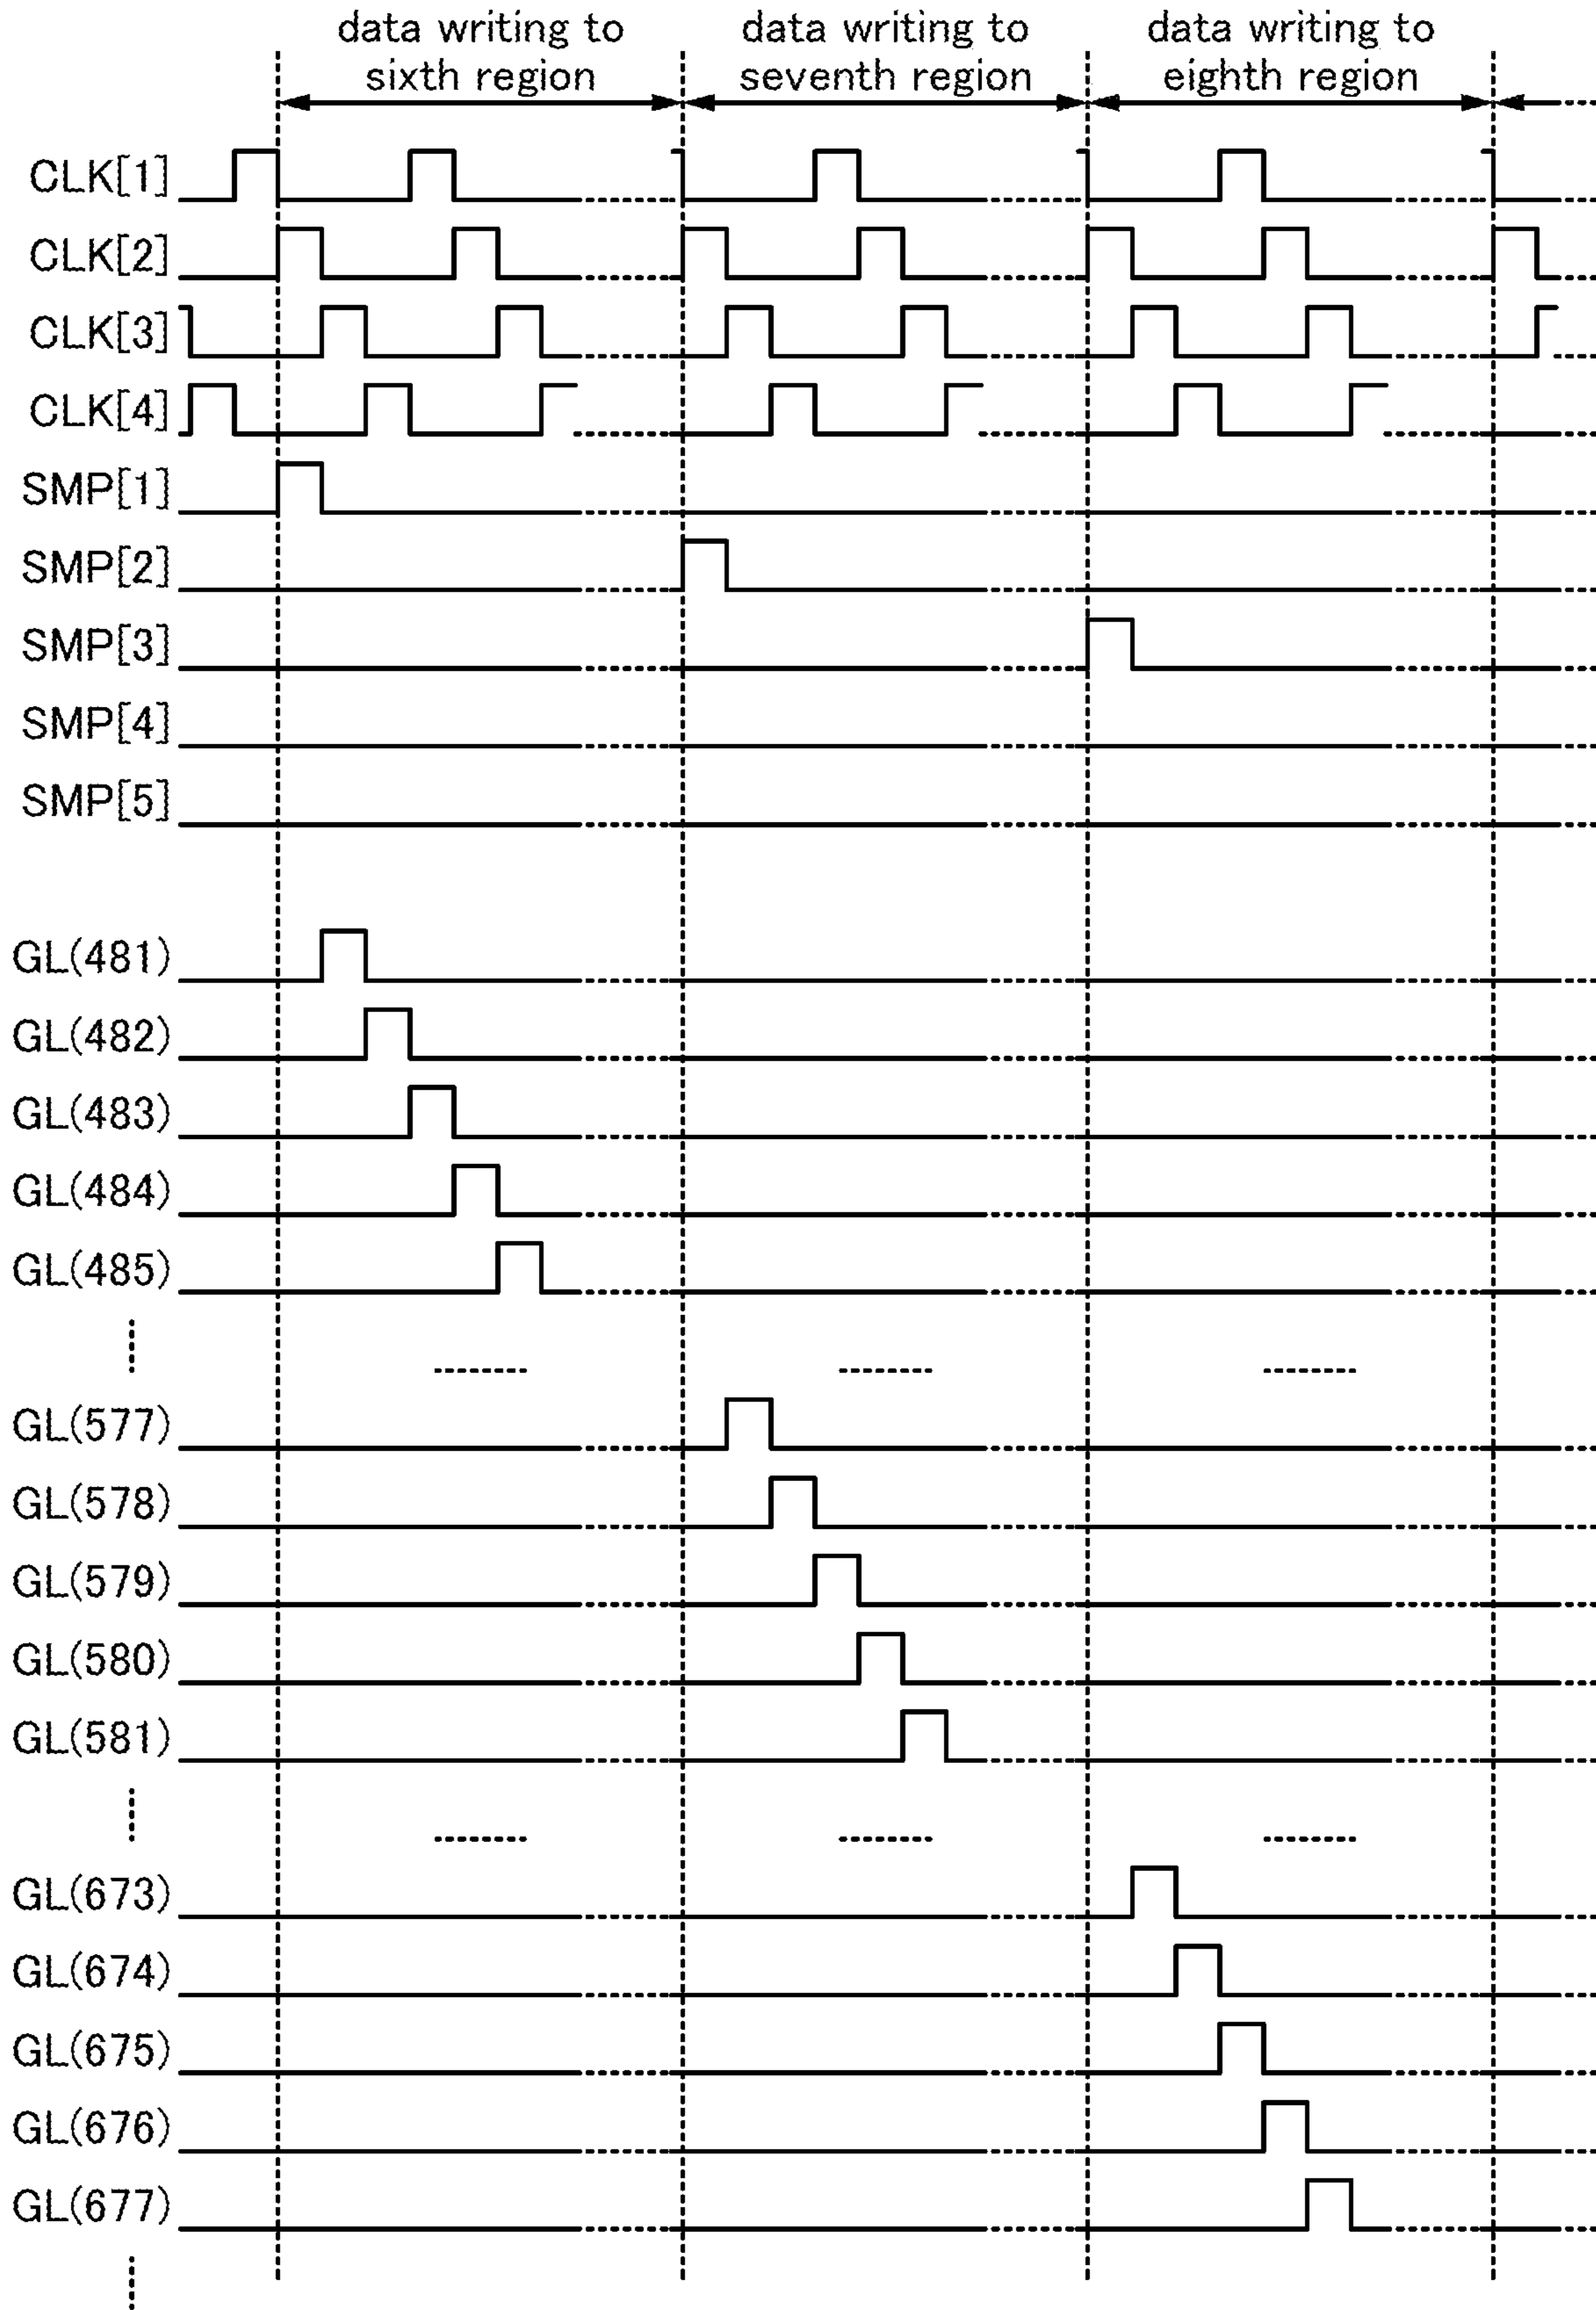 data writing to
sixth region
data writing to
seventh region
data writing to
eighth region
CLK[1]
CLK[2]
CLK[3]
CLK[4]
SMP[1]
SMP[2]
SMP[3]
SMP[4]
SMP[5]
GL(481)
GL(482)
GL(483)
GL(484)
GL(485)
GL(577)
GL(578)
GL(579)
GL(580)
GL(581)
GL(673)
GL(674)
GL(675)
GL(676)
GL(677)